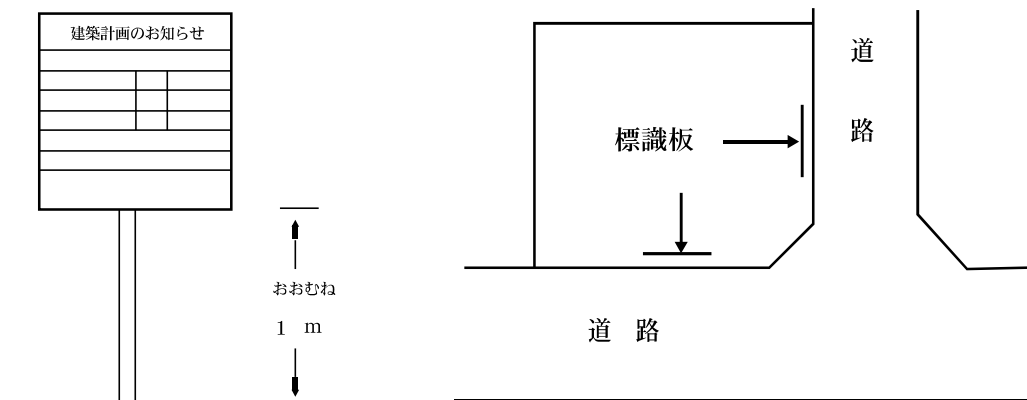 建築計画のお知らせ
おおむね
1 m
標識板
道
路
道 路